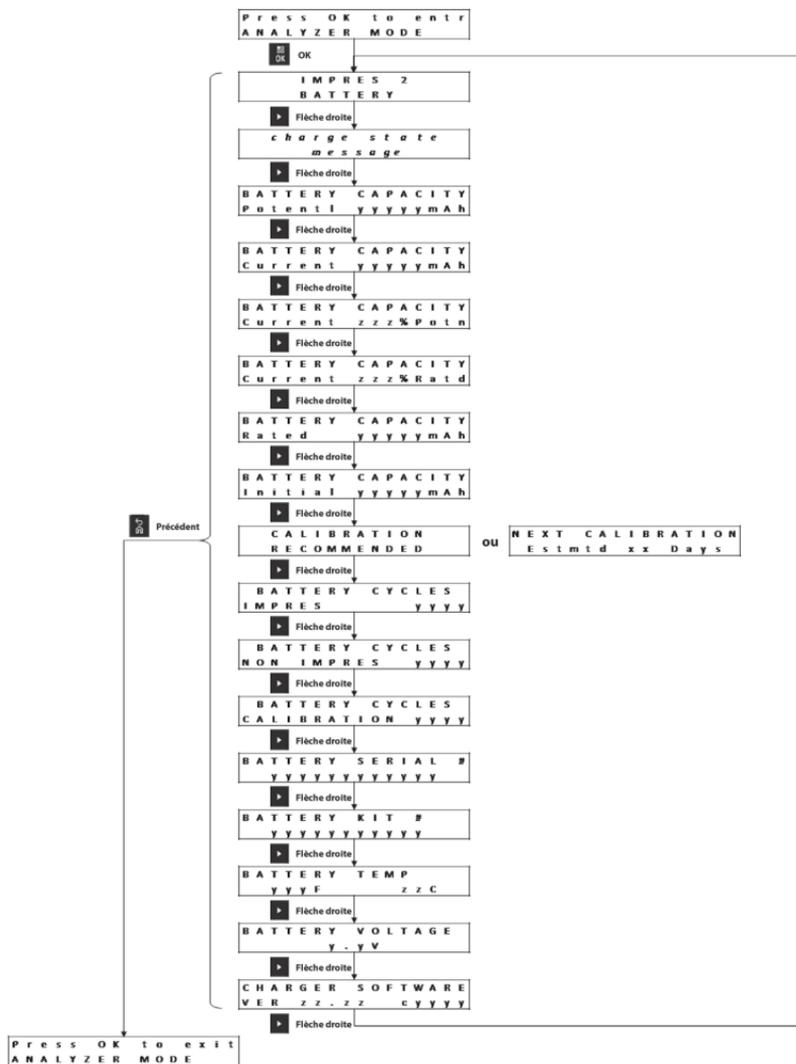 Press OK to entr
ANALYZER MODE
OK OK
IMPRES 2
BATTERY
Flèche droite
charge state
message
Flèche droite
BATTERY CAPACITY
Potentl yyyyymAh
Flèche droite
BATTERY CAPACITY
Current yyyyymAh
Flèche droite
BATTERY CAPACITY
Current zzz%Potn
Flèche droite
BATTERY CAPACITY
Current zzz%Ratd
Flèche droite
BATTERY CAPACITY
Rated yyyyymAh
Flèche droite
BATTERY CAPACITY
Initial yyyyymAh
Flèche droite
Précédent
CALIBRATION
RECOMMENDED
ou
NEXT CALIBRATION
Estmtd xx Days
Flèche droite
BATTERY CYCLES
IMPRES yyyy
Flèche droite
BATTERY CYCLES
NON IMPRES yyyy
Flèche droite
BATTERY CYCLES
CALIBRATION yyyy
Flèche droite
BATTERY SERIAL #
yyyyyyyyyyyy
Flèche droite
BATTERY KIT #
yyyyyyyyyyy
Flèche droite
BATTERY TEMP
yyyF zzC
Flèche droite
BATTERY VOLTAGE
y.yV
Flèche droite
CHARGER SOFTWARE
VER zz.zz cyyyy
Flèche droite
Press OK to exit
ANALYZER MODE